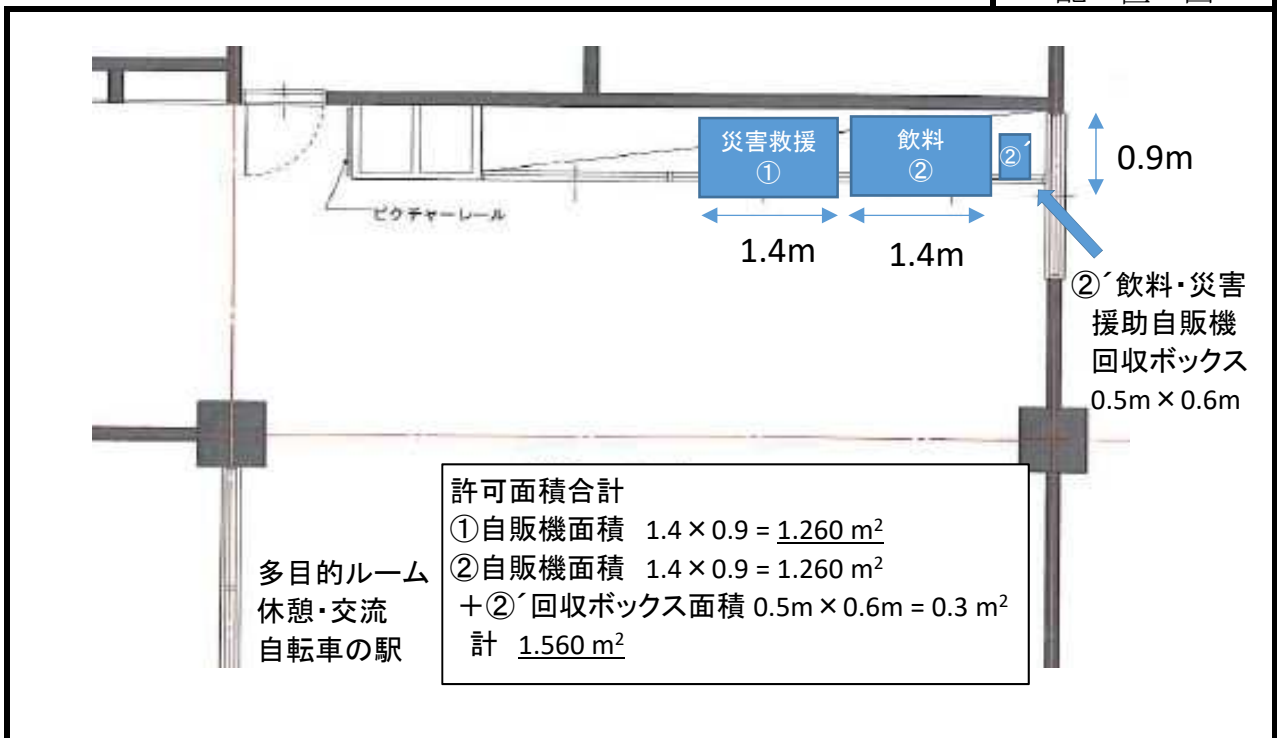 災害救援
①
飲料
②
②´
0.9m
ピクチャーレール
1.4m
1.4m
②´飲料・災害
援助自販機
回収ボックス
0.5m×0.6m
許可面積合計
①自販機面積 1.4×0.9 = 1.260 m²
②自販機面積 1.4×0.9 = 1.260 m²
+②´回収ボックス面積 0.5m×0.6m = 0.3 m²
計 1.560 m²
多目的ルーム
休憩・交流
自転車の駅